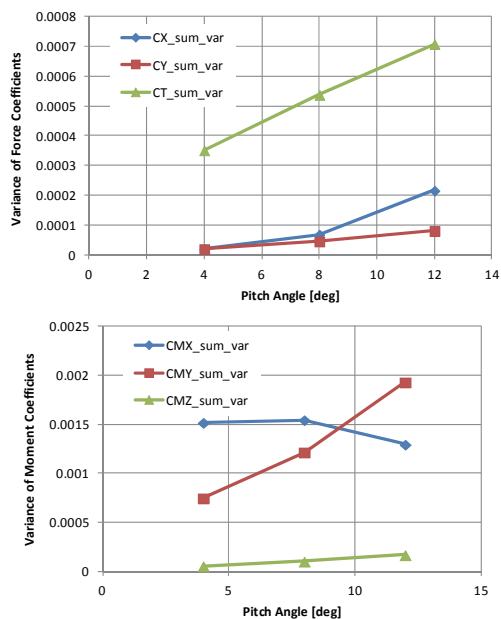 0.0008
0.0007
0.0006
0.0005
0.0004
0.0003
0.0002
0.0001
0
Variance of Force Coefficients
CX_sum_var
CY_sum_var
CT_sum_var
0 2 4 6 8 10 12 14
Pitch Angle [deg]
0.0025
0.002
0.0015
0.001
0.0005
0
Variance of Moment Coefficients
CMX_sum_var
CMY_sum_var
CMZ_sum_var
0 5 10 15
Pitch Angle [deg]